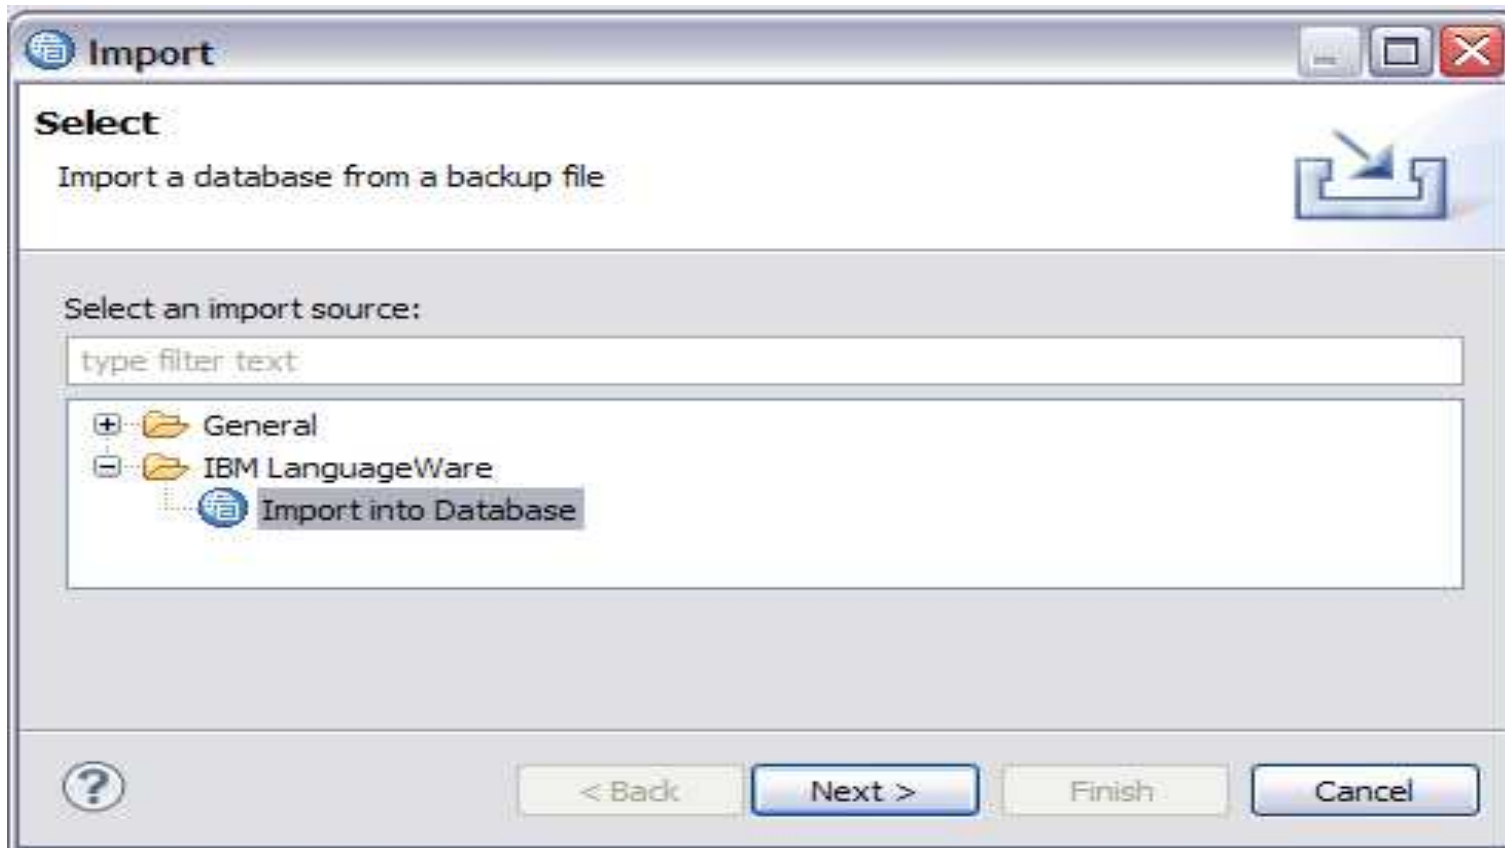 Import
Select
Import a database from a backup file
Select an import source:
type filter text
General
IBM LanguageWare
Import into Database
?
< Back Next > Finish Cancel